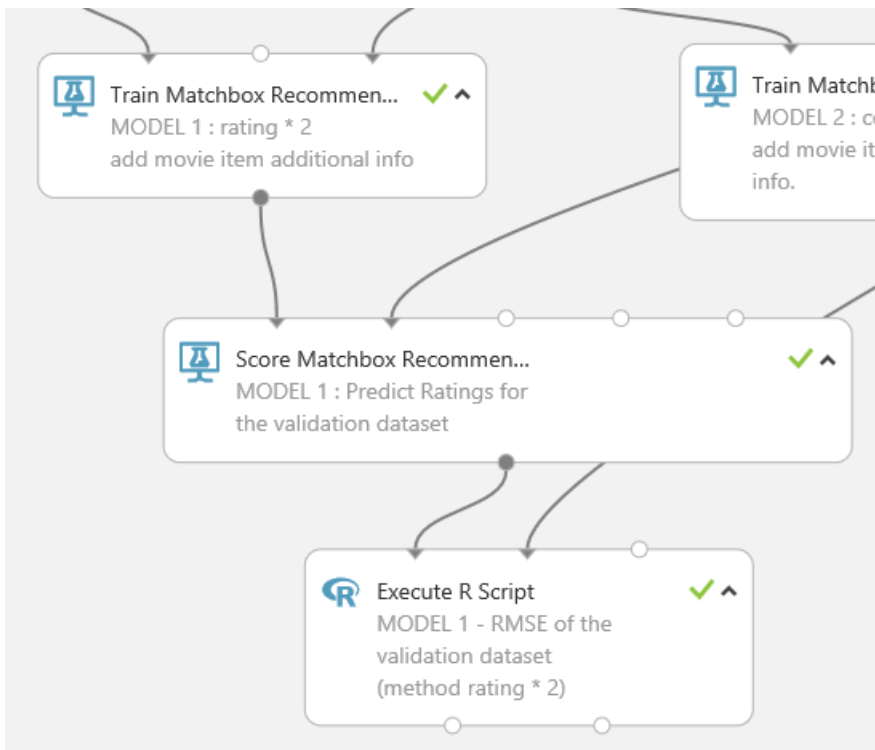 Train Matchbox Recommen...
MODEL 1 : rating * 2
add movie item additional info
Train Matchb
MODEL 2 : c
add movie it
info.
Score Matchbox Recommen...
MODEL 1 : Predict Ratings for
the validation dataset
Execute R Script
MODEL 1 - RMSE of the
validation dataset
(method rating * 2)